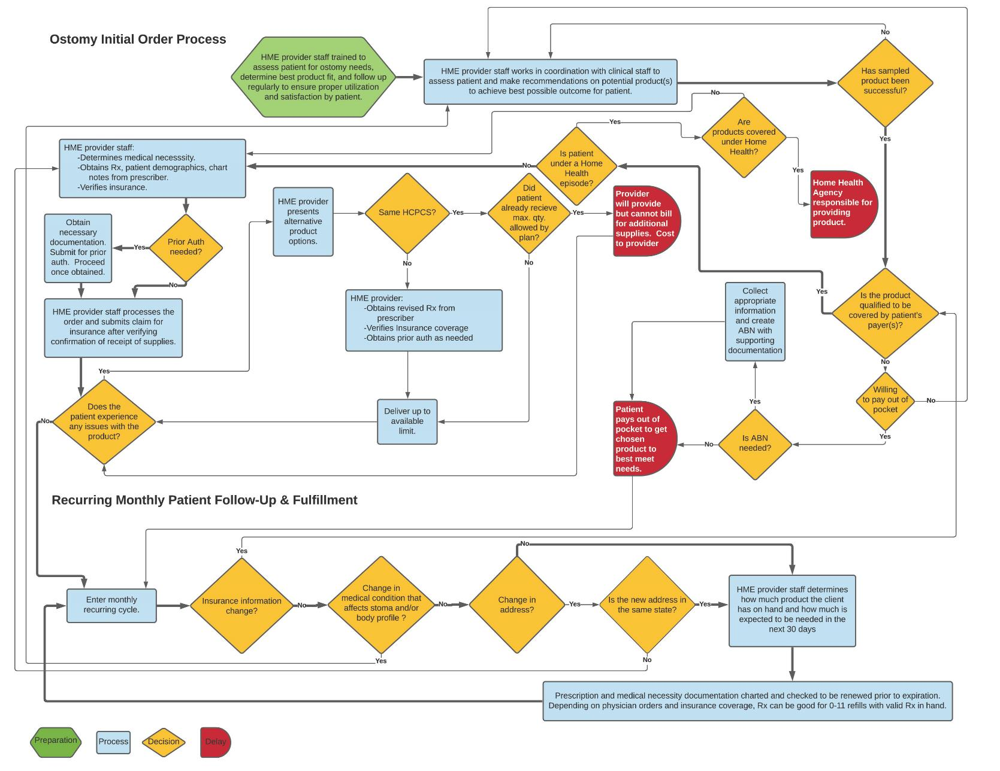 Ostomy Initial Order Process
HME provider staff trained to
assess patient for ostomy needs,
determine best product fit, and follow up
regularly to ensure proper utilization
and satisfaction by patient.
HME provider staff works in coordination with clinical staff to
assess patient and make recommendations on potential product(s)
to achieve best possible outcome for patient.
No
Has sampled
product been
successful?
Yes
No
Are
products covered
under Home
Health?
Yes
Home Health
Agency
responsible for
providing
product.
Yes
Is patient
under a Home
Health
episode?
No
HME provider staff:
-Determines medical necesssity.
-Obtains Rx, patient demographics, chart
notes from prescriber.
-Verifies insurance.
Prior Auth
needed?
Yes
No
Obtain
necessary
documentation.
Submit for prior
auth. Proceed
once obtained.
HME provider staff processes the
order and submits claim for
insurance after verifying
confirmation of receipt of supplies.
Yes
Does the
patient experience
any issues with the
product?
No
HME provider
presents
alternative
product
options.
Same HCPCS?
Yes
No
Did
patient
already recieve
max. qty.
allowed by
plan?
Yes
No
Provider
will provide
but cannot bill
for additional
supplies. Cost
to provider
HME provider:
-Obtains revised Rx from
prescriber
-Verifies Insurance coverage
-Obtains prior auth as needed
Deliver up to
available
limit.
Yes
Is the product
qualified to be
covered by patient's
payer(s)?
No
Willing
to pay out of
pocket
No
Yes
Collect
appropriate
information
and create
ABN with
supporting
documentation
Yes
Is ABN
needed?
No
Patient
pays out of
pocket to get
chosen
product to
best meet
needs.
Recurring Monthly Patient Follow-Up & Fulfillment
Enter monthly
recurring cycle.
Yes
Insurance information
change?
No
Change in
medical condition that
affects stoma and/or
body profile ?
Yes
No
No
Change in
address?
Yes
Is the new address in
the same state?
No
Yes
HME provider staff determines
how much product the client
has on hand and how much is
expected to be needed in the
next 30 days
Prescription and medical necessity documentation charted and checked to be renewed prior to expiration.
Depending on physician orders and insurance coverage, Rx can be good for 0-11 refills with valid Rx in hand.
Preparation
Process
Decision
Delay